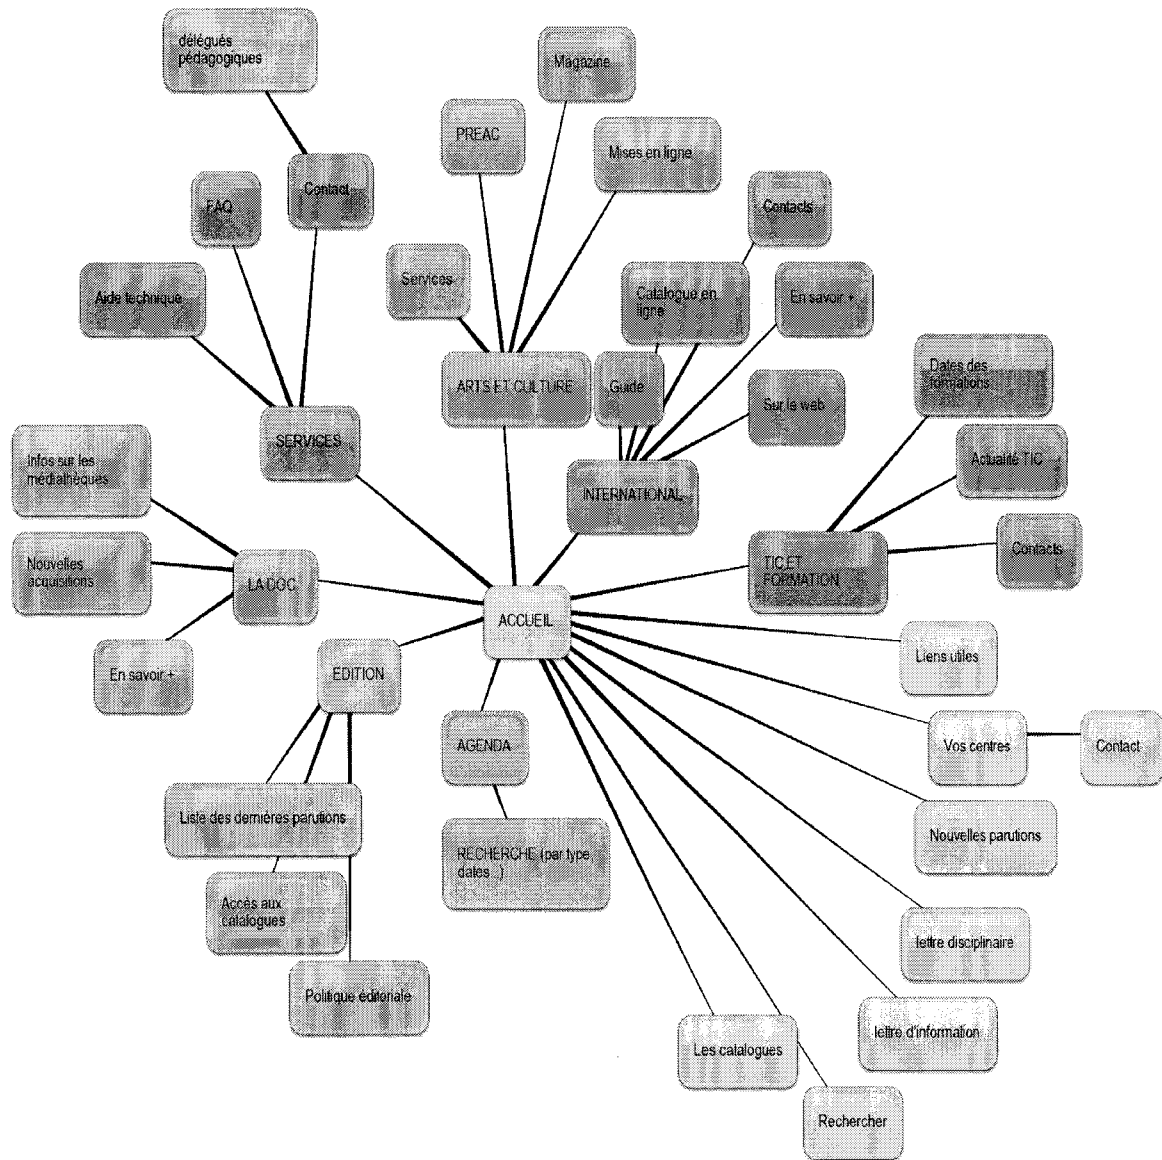 délégués
pédagogiques
Magazine
PREAC
Mises en ligne
Contact
FAQ
Contacts
Services
Aide technique
Catalogue en
ligne
En savoir +
Dates des
formations
ARTS ET CULTURE
Guide
Sur le web
SERVICES
Infos sur les
médiathèques
Actualité TIC
INTERNATIONAL
Contacts
Nouvelles
acquisitions
LA DOC
TIC ET
FORMATION
ACCUEIL
Liens utiles
En savoir +
EDITION
AGENDA
Vos centres
Contact
Liste des dernières parutions
Nouvelles parutions
RECHERCHE (par type,
dates...)
Accès aux
catalogues
lettre disciplinaire
Politique éditoriale
lettre d'information
Les catalogues
Rechercher